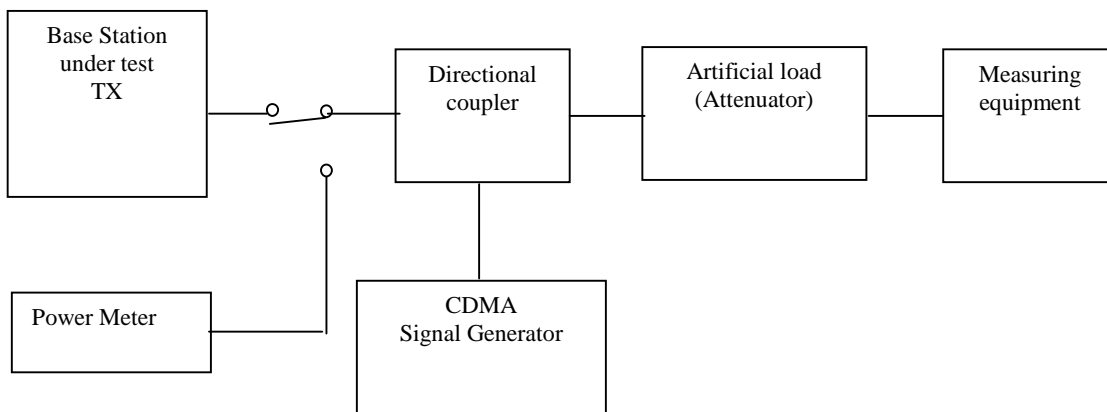 Base Station
under test
TX
Directional
coupler
Artificial load
(Attenuator)
Measuring
equipment
Power Meter
CDMA
Signal Generator